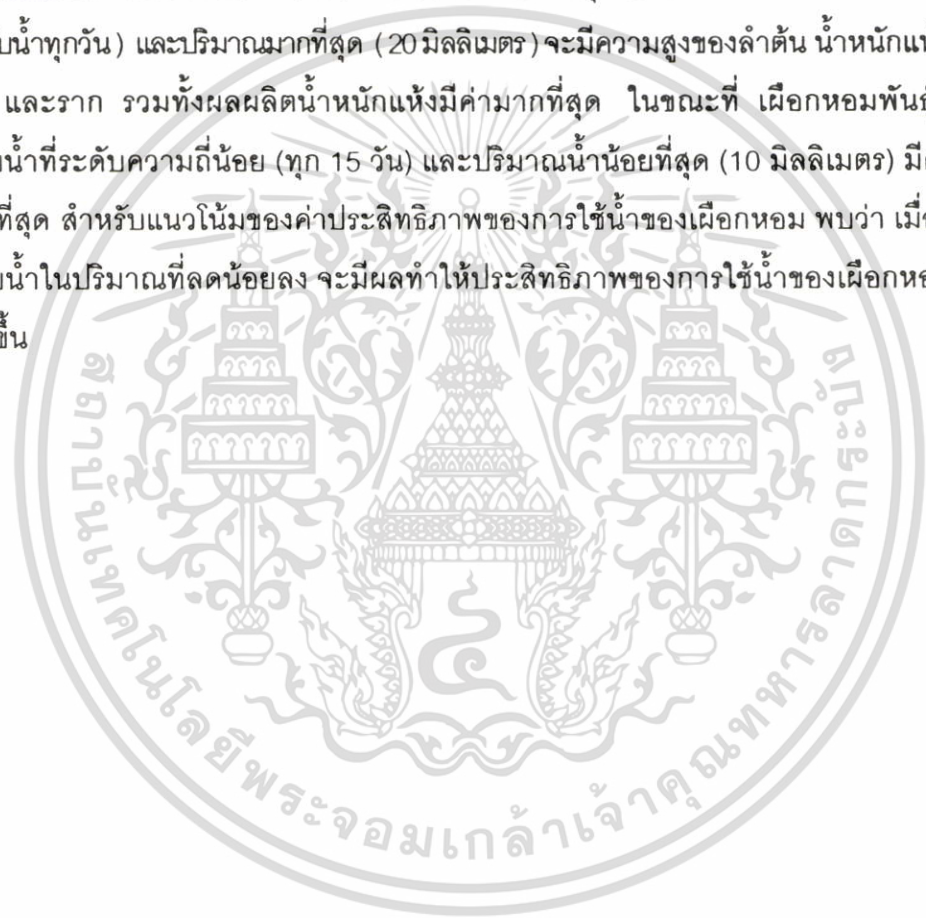 บน้ำทุกวัน) และปริมาณมากที่สุด (20 มิลลิเมตร) จะมีความสูงของลำต้น น้ำหนักแ
และราก รวมทั้งผลผลิตน้ำหนักแห้งมีค่ามากที่สุด ในขณะที่ เผือกหอมพันธ
น้ำที่ระดับความถี่น้อย (ทุก 15 วัน) และปริมาณน้ำน้อยที่สุด (10 มิลลิเมตร) มี
ที่สุด สำหรับแนวโน้มของค่าประสิทธิภาพของการใช้น้ำของเผือกหอม พบว่า เมื่
บน้ำในปริมาณที่ลดน้อยลง จะมีผลทำให้ประสิทธิภาพของการใช้น้ำของเผือกห
ขึ้น
สถาบันเทคโนโลยีพระจอมเกล้าเจ้าคุณทหารลาดกระบัง